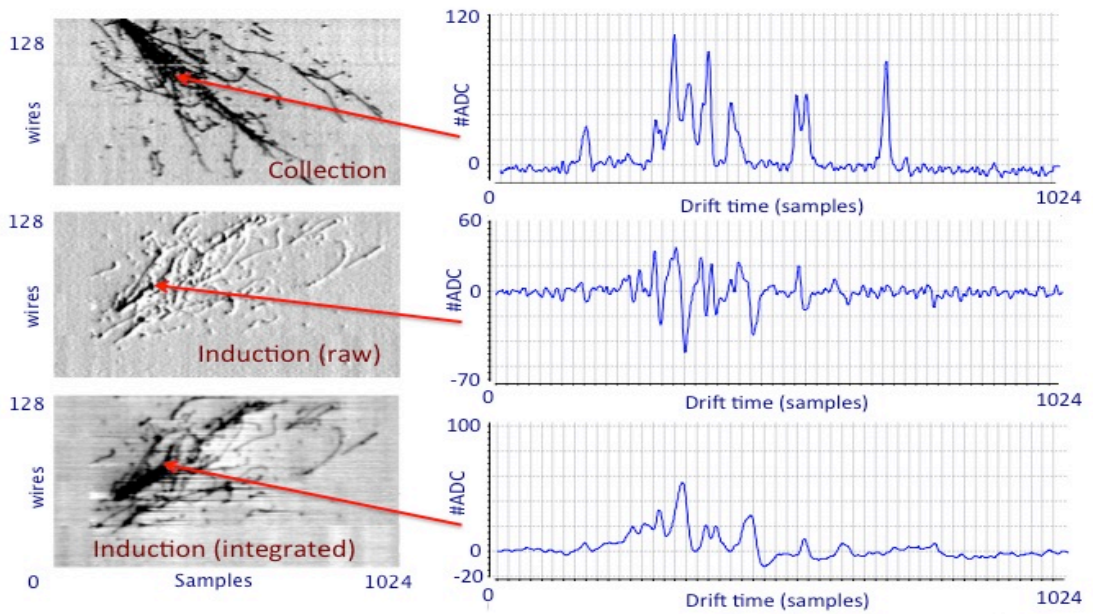 128
wires
Collection
120
#ADC
0
0
Drift time (samples)
1024
128
wires
Induction (raw)
60
#ADC
0
-70
0
Drift time (samples)
1024
128
wires
Induction (integrated)
0
Samples
1024
100
#ADC
0
-20
0
Drift time (samples)
1024